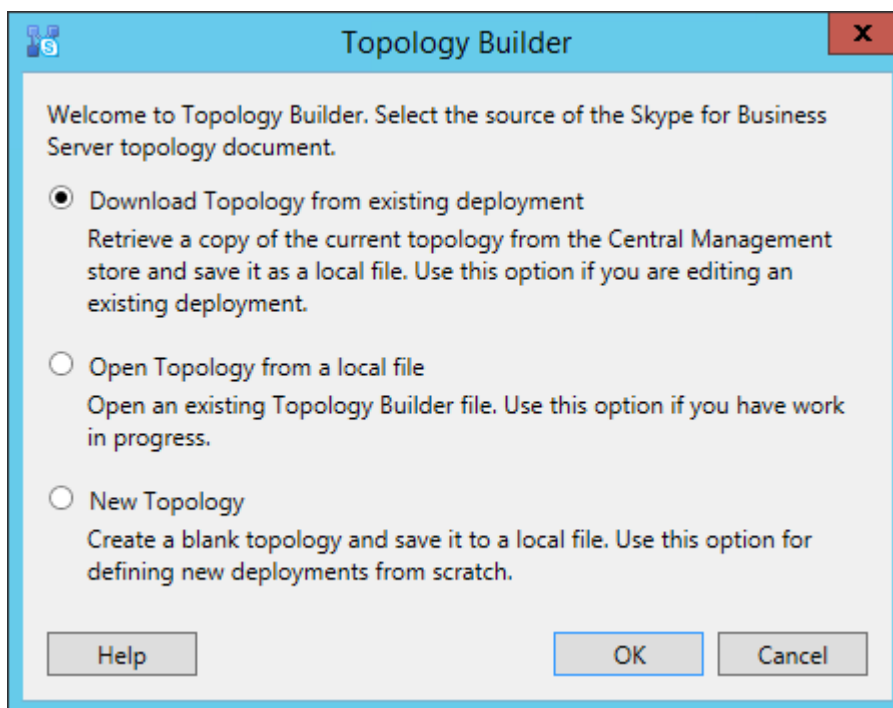 Topology Builder
x
Welcome to Topology Builder. Select the source of the Skype for Business
Server topology document.
Download Topology from existing deployment
Retrieve a copy of the current topology from the Central Management
store and save it as a local file. Use this option if you are editing an
existing deployment.
Open Topology from a local file
Open an existing Topology Builder file. Use this option if you have work
in progress.
New Topology
Create a blank topology and save it to a local file. Use this option for
defining new deployments from scratch.
Help
OK
Cancel